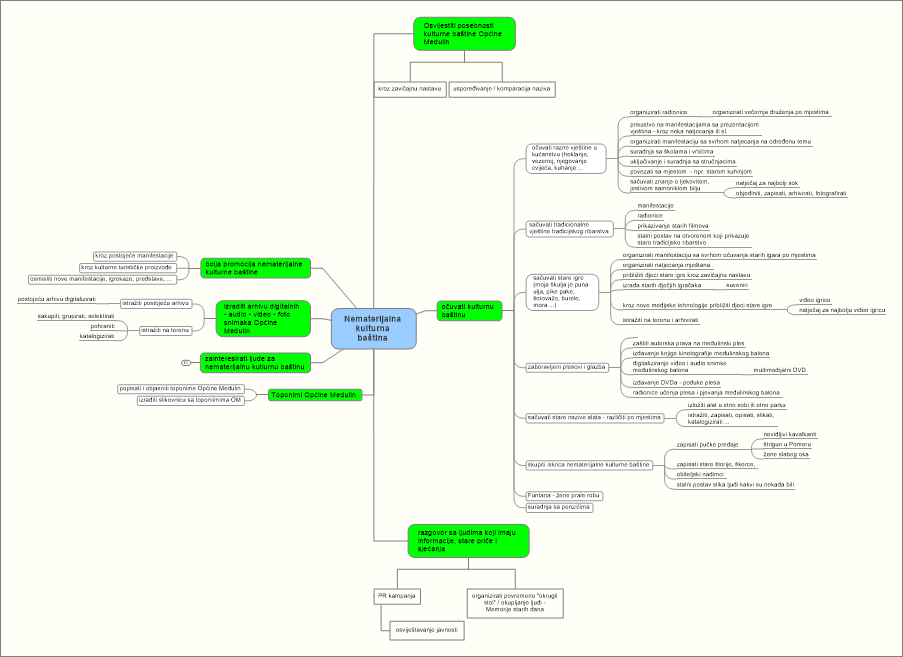 Osvijestiti posebnosti
kulturne baštine Općine
Medulin
kroz zavičajnu nastavu
uspoređivanje / komparacija naziva
Nematerijalna
kulturna
baština
bolja promocija nematerijalne
kulturne baštine
kroz postojeće manifestacije
kroz kulturne turističke proizvode
osmisliti nove manifestacije, igrokaze, predstave, ...
izraditi arhivu digitalnih
- audio - video - foto
snimaka Općine
Medulin
istražiti postojeću arhivu
postojeću arhivu digitalizirati
istražiti na terenu
sakupiti, grupirati, selektirati
pohraniti
katalogizirati
zainteresirati ljude za
nematerijalnu kulturnu baštinu
Toponimi Općine Medulin
popisati i objasniti toponime Općine Medulin
izraditi slikovnicu sa toponimima OM
očuvati kulturnu
baštinu
očuvati razne vještine u
kućanstvu (heklanje,
vezenej, njegovanje
cvijeća, kuhanje ...
organizirati radionice
organizirati večernja druženja po mjestima
prisustvo na manifestacijama sa prezentacijom
vještina - kroz neka natjecanja ili sl.
organizirati manifestaciju sa svrhom natjecanja na određenu temu
suradnja sa školama i vrtićima
uključivanje i suradnja sa stručnjacima
povezati sa mjestom - npr. starom kuhinjom
sačuvati znanje o ljekovitom,
jestivom samoniklom bilju
natječaj za najbolji sok
objediniti, zapisati, arhivirati, fotografirati
sačuvati tradicionalne
vještine tradicijskog ribarstva
manifestacije
radionice
prikazivanje starih filmova
stalni postav na otvorenom koji prikazuje
staro tradicijsko ribarstvo
sačuvati stare igre
(moja škulja je puna
ulja, pike pake,
šotovažo, burele,
mora ...)
organizirati manifestaciju sa svrhom očuvanja starih igara po mjestima
organizirati natjecanja mještana
približiti djeci stare igre kroz zavičajnu nastavu
izrada starih dječjih igračaka
suveniri
kroz nove medijske tehnologije približiti djeci stare igre
video igrice
natječaj za najbolju video igricu
istražiti na terenu i arhivirati
zaboravljeni plesovi i glazba
zaštiti autorska prava na medulinski ples
izdavanje knjige kinetografije medulinskog balona
digitaliziranje video i audio snimke
medulinskog balona
multimedijalni DVD
izdavanje DVDa - poduke plesa
radionice učenja plesa i pjevanja medulinskog balona
sačuvati stare nazive alata - različiti po mjestima
izložiti alat u etno sobi ili etno parku
istražiti, zapisati, opisati, slikati,
katalogizirati ...
skupiti iskrica nematerijalne kulturne baštine
zapisati pučke predaje
nevidljivi kavalkanti
štrigun u Pomeru
žene slabog oka
zapisati stare štorije, škerce,
obiteljski nadimci
stalni postav slika ljudi kakvi su nekada bili
Funtana - žene prale robu
suradnja sa penzićima
razgovor sa ljudima koji imaju
informacije, stare priče i
sjećanja
PR kampanja
osviještavanje javnosti
organizirati povremeno "okrugli
stol" / okupljanje ljudi -
Memorije starih dana